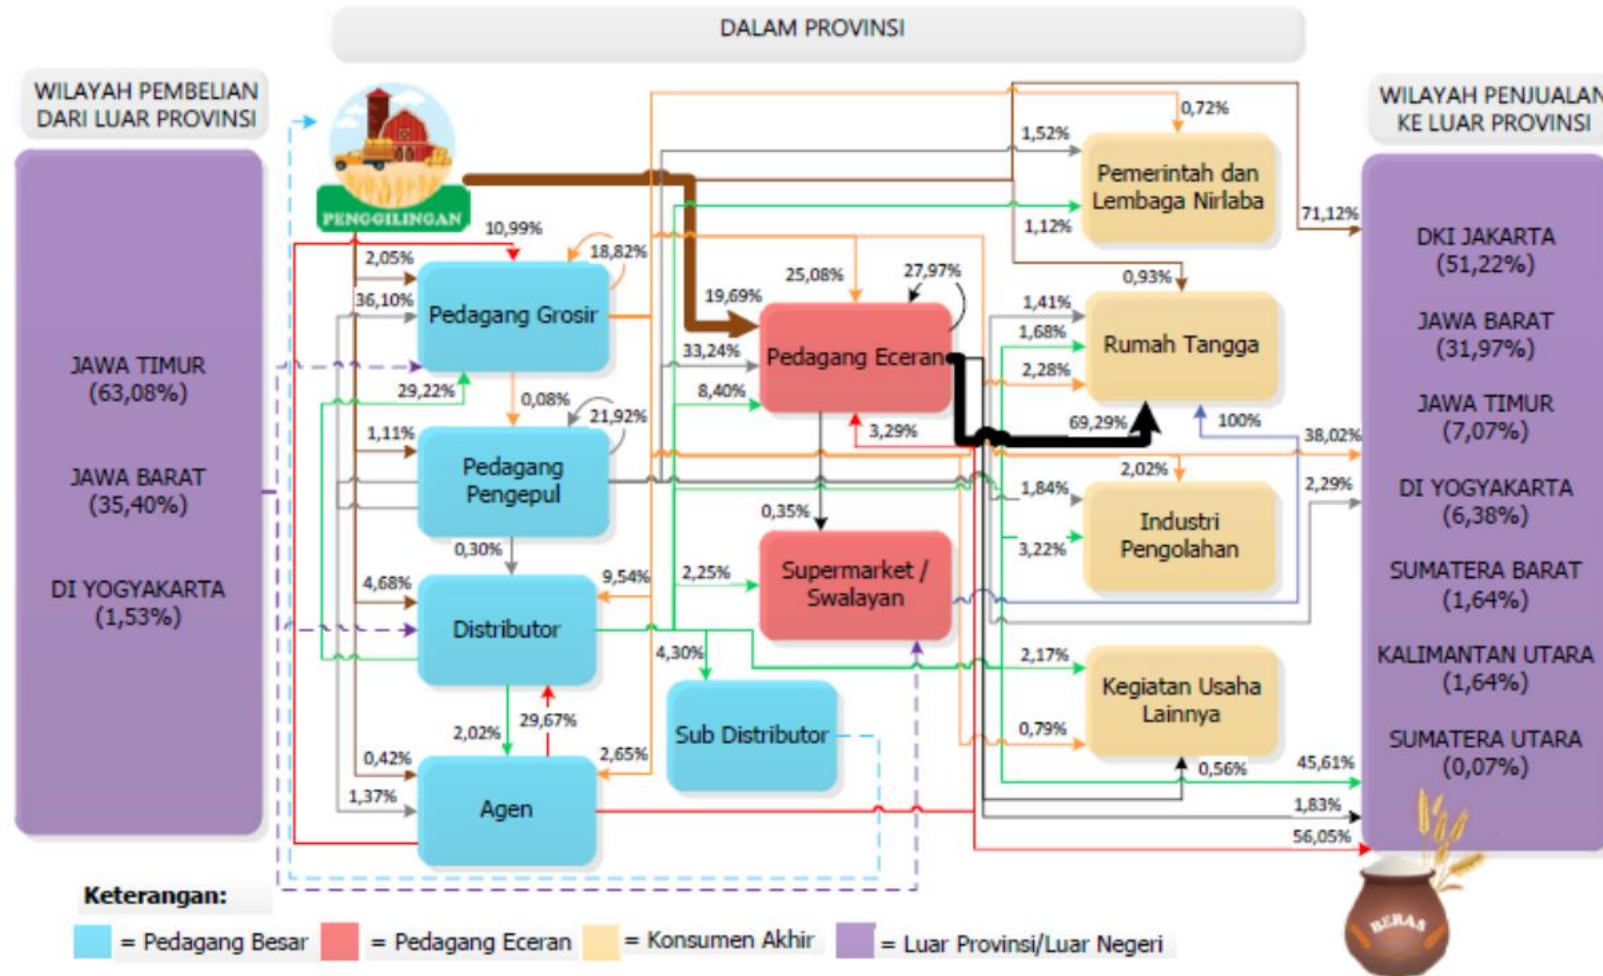 DALAM PROVINSI
WILAYAH PEMBELIAN
DARI LUAR PROVINSI
JAWA TIMUR
(63,08%)
JAWA BARAT
(35,40%)
DI YOGYAKARTA
(1,53%)
PENGGILINGAN
10,99%
2,05%
18,82%
36,10%
Pedagang Grosir
29,22%
0,08%
21,92%
1,11%
Pedagang
Pengepul
0,30%
4,68%
9,54%
Distributor
2,02%
29,67%
0,42%
2,65%
1,37%
Agen
19,69%
25,08%
27,97%
33,24%
Pedagang Eceran
8,40%
3,29%
0,35%
2,25%
Supermarket /
Swalayan
4,30%
Sub Distributor
0,72%
1,52%
Pemerintah dan
Lembaga Nirlaba
1,12%
0,93%
1,41%
1,68%
Rumah Tangga
2,28%
69,29%
100%
2,02%
1,84%
Industri
Pengolahan
3,22%
2,17%
Kegiatan Usaha
Lainnya
0,79%
0,56%
71,12%
38,02%
2,29%
45,61%
1,83%
56,05%
WILAYAH PENJUALAN
KE LUAR PROVINSI
DKI JAKARTA
(51,22%)
JAWA BARAT
(31,97%)
JAWA TIMUR
(7,07%)
DI YOGYAKARTA
(6,38%)
SUMATERA BARAT
(1,64%)
KALIMANTAN UTARA
(1,64%)
SUMATERA UTARA
(0,07%)
BERAS
Keterangan:
= Pedagang Besar
= Pedagang Eceran
= Konsumen Akhir
= Luar Provinsi/Luar Negeri